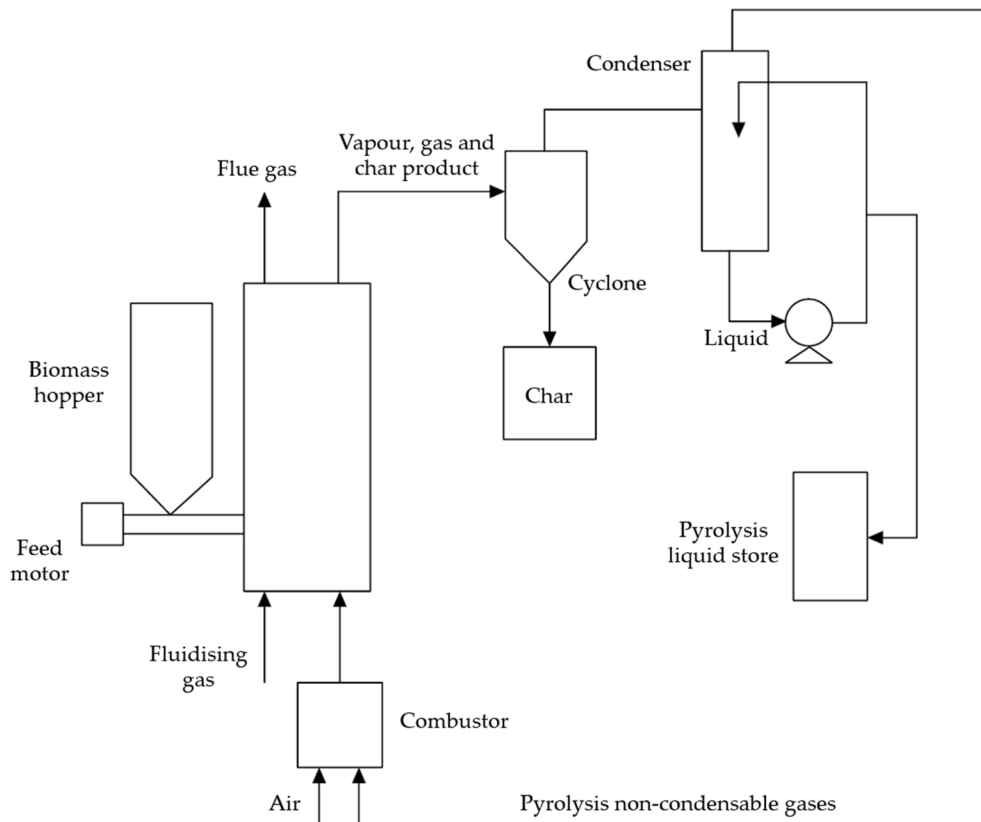 Condenser
Vapour, gas and
char product
Flue gas
Cyclone
Liquid
Biomass
hopper
Char
Pyrolysis
liquid store
Feed
motor
Fluidising
gas
Combustor
Air
Pyrolysis non-condensable gases